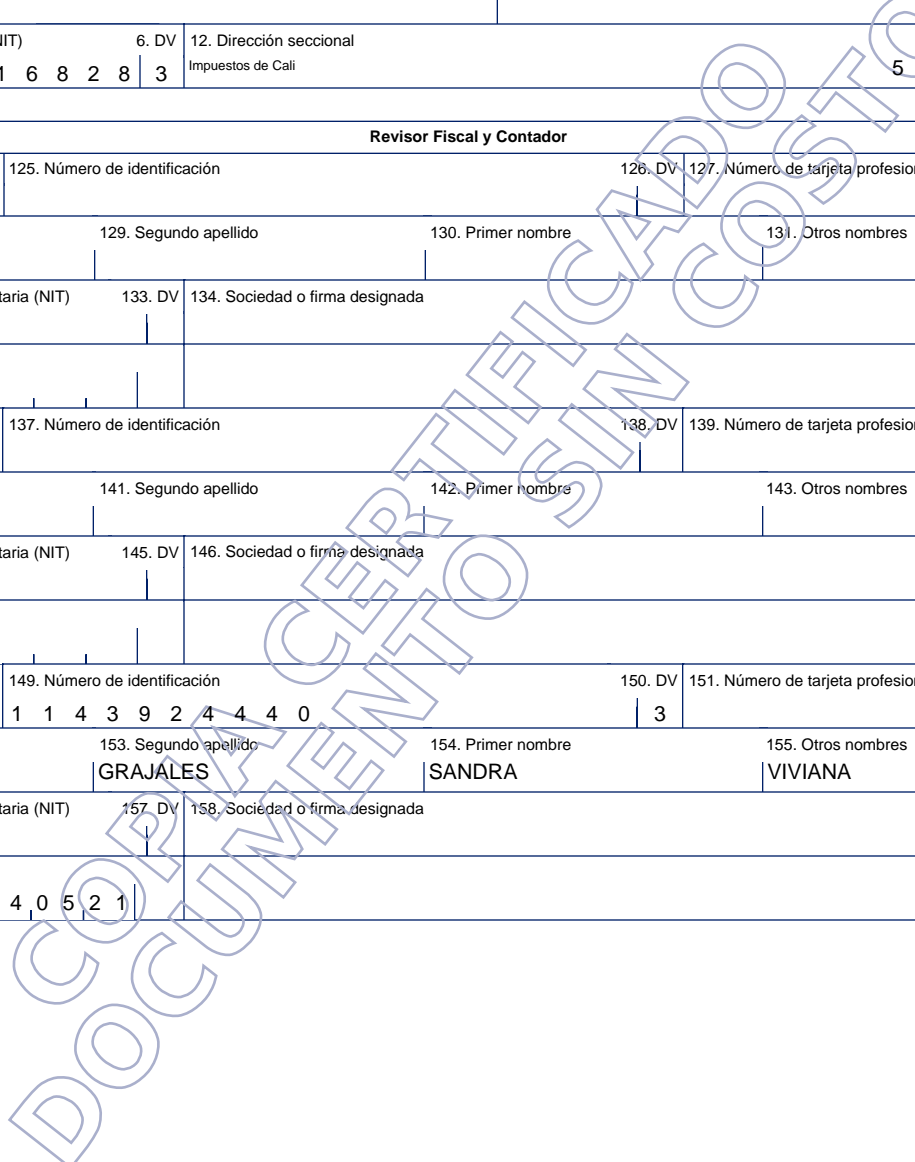 NIT) 6. DV 12. Dirección seccional
1 6 8 2 8 3 Impuestos de Cali 5
Revisor Fiscal y Contador
125. Número de identificación 126. DV 127. Número de tarjeta profesion
129. Segundo apellido 130. Primer nombre 131. Otros nombres
taria (NIT) 133. DV 134. Sociedad o firma designada
137. Número de identificación 138. DV 139. Número de tarjeta profesion
141. Segundo apellido 142. Primer nombre 143. Otros nombres
taria (NIT) 145. DV 146. Sociedad o firma designada
149. Número de identificación 150. DV 151. Número de tarjeta profesion
1 1 4 3 9 2 4 4 4 0 3
153. Segundo apellido 154. Primer nombre 155. Otros nombres
GRAJALES SANDRA VIVIANA
taria (NIT) 157. DV 158. Sociedad o firma designada
4 0 5 2 1
COPIA CERTIFICADO
DOCUMENTO SIN COSTO